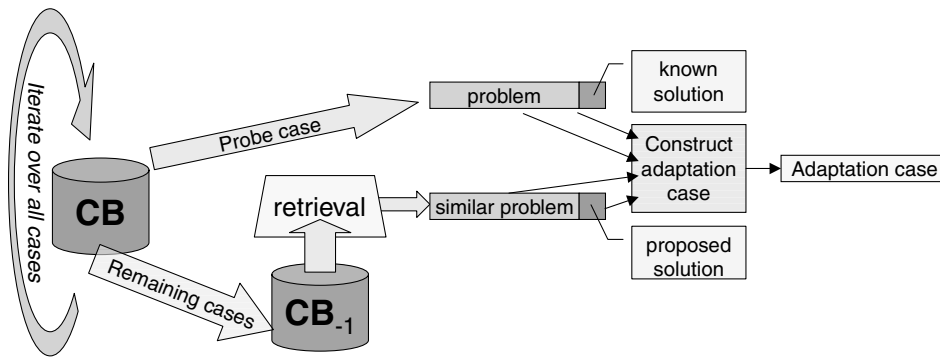 Iterate over all cases
CB
Probe case
Remaining cases
CB-1
retrieval
problem
similar problem
known
solution
Construct
adaptation
case
proposed
solution
Adaptation case